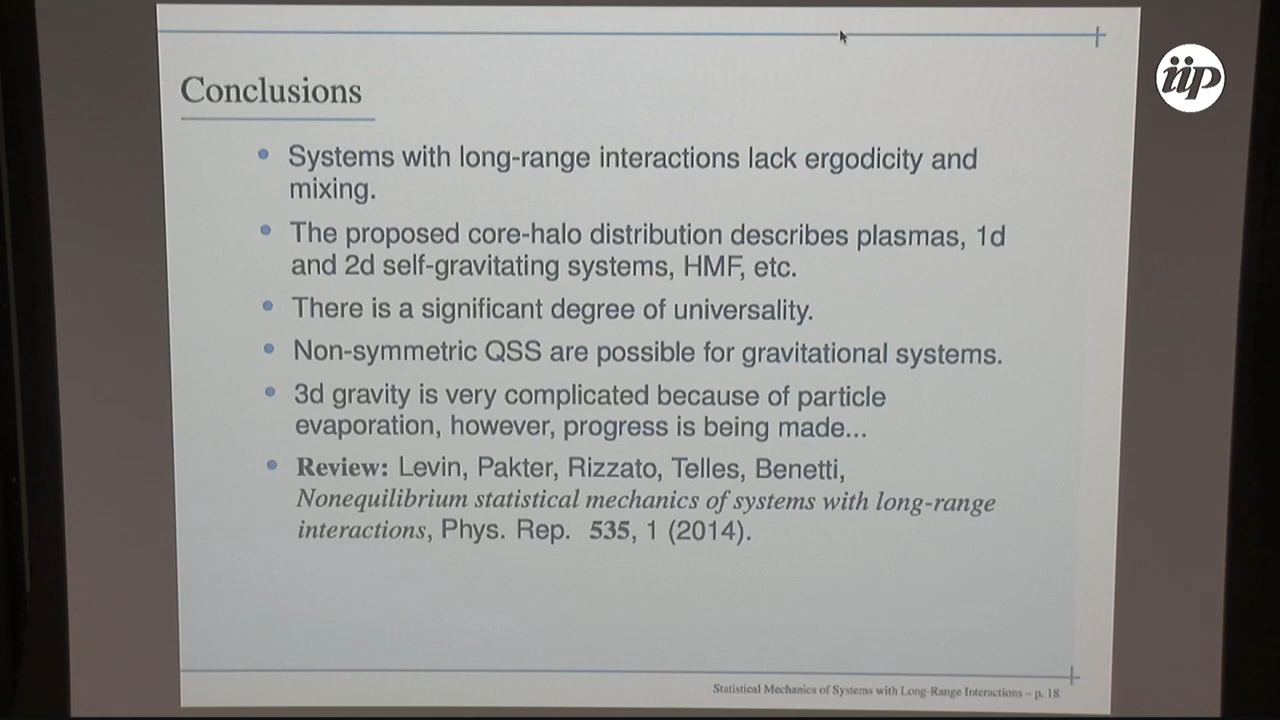 iip
Conclusions
Systems with long-range interactions lack ergodicity and
mixing.
The proposed core-halo distribution describes plasmas, 1d
and 2d self-gravitating systems, HMF, etc.
There is a significant degree of universality.
Non-symmetric QSS are possible for gravitational systems.
3d gravity is very complicated because of particle
evaporation, however, progress is being made...
Review: Levin, Pakter, Rizzato, Telles, Benetti,
Nonequilibrium statistical mechanics of systems with long-range
interactions, Phys. Rep. 535, 1 (2014).
Statistical Mechanics of Systems with Long-Range Interactions – p. 18